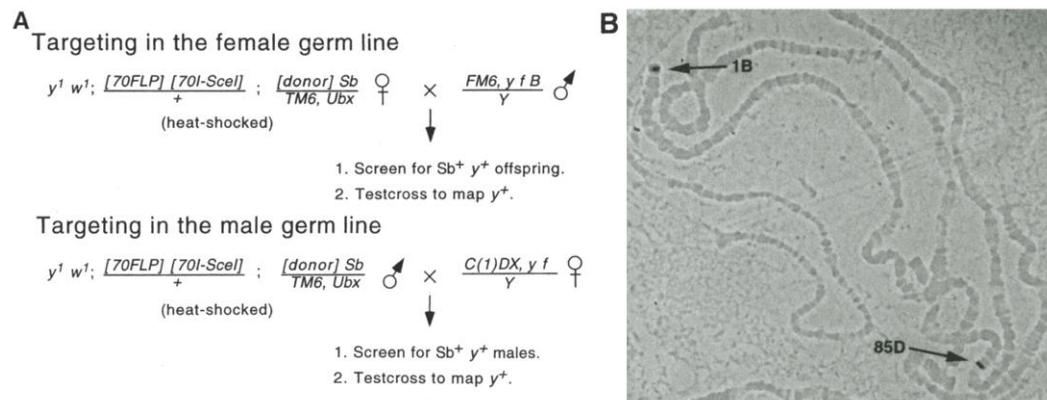 A
Targeting in the female germ line
y¹ w¹; [70FLP] [70I-SceI] / + ; [donor] Sb / TM6, Ubx ♀ × FM6, y f B / Y ♂
(heat-shocked)
1. Screen for Sb⁺ y⁺ offspring.
2. Testcross to map y⁺.
Targeting in the male germ line
y¹ w¹; [70FLP] [70I-SceI] / + ; [donor] Sb / TM6, Ubx ♂ × C(1)DX, y f / Y ♀
(heat-shocked)
1. Screen for Sb⁺ y⁺ males.
2. Testcross to map y⁺.
B
1B
85D